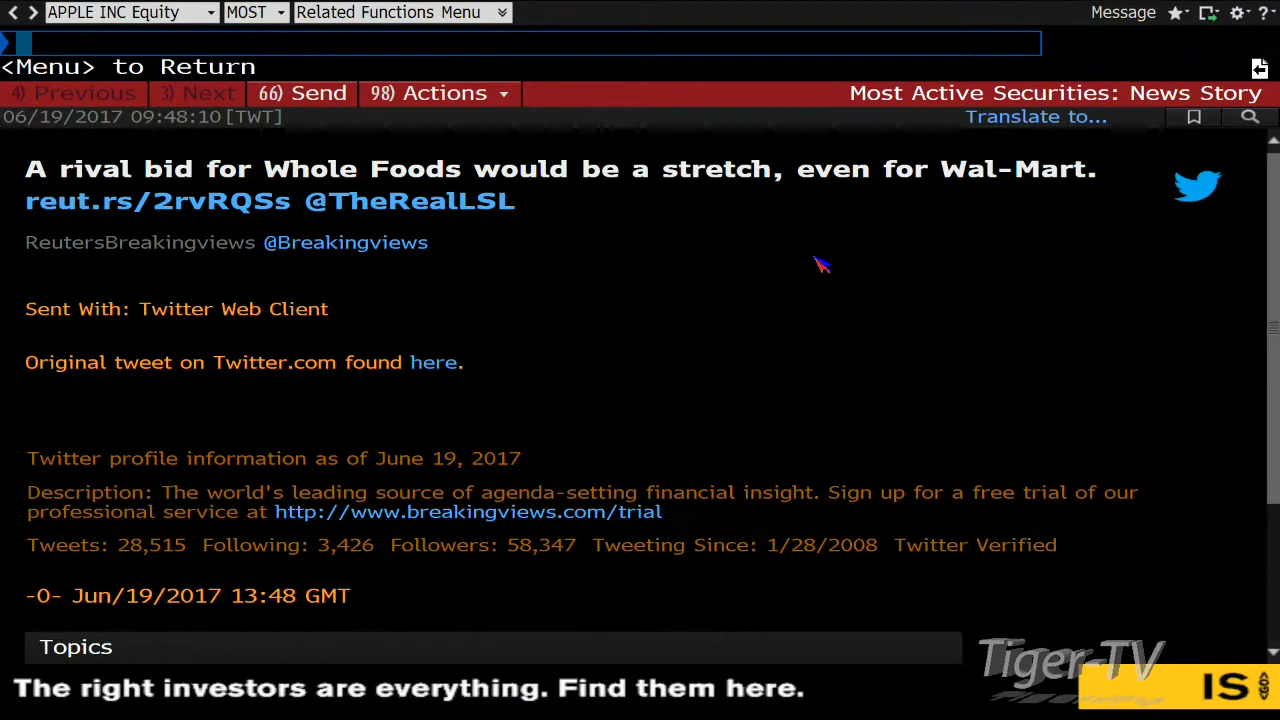 APPLE INC Equity MOST Related Functions Menu Message ?
<Menu> to Return
4) Previous 3) Next 66) Send 98) Actions Most Active Securities: News Story
06/19/2017 09:48:10 [TWT] Translate to...
A rival bid for Whole Foods would be a stretch, even for Wal-Mart.
reut.rs/2rvRQSs @TheRealLSL
ReutersBreakingviews @Breakingviews
Sent With: Twitter Web Client
Original tweet on Twitter.com found here.
Twitter profile information as of June 19, 2017
Description: The world's leading source of agenda-setting financial insight. Sign up for a free trial of our
professional service at http://www.breakingviews.com/trial
Tweets: 28,515 Following: 3,426 Followers: 58,347 Tweeting Since: 1/28/2008 Twitter Verified
-0- Jun/19/2017 13:48 GMT
Topics
Tiger-TV
The right investors are everything. Find them here.
IS